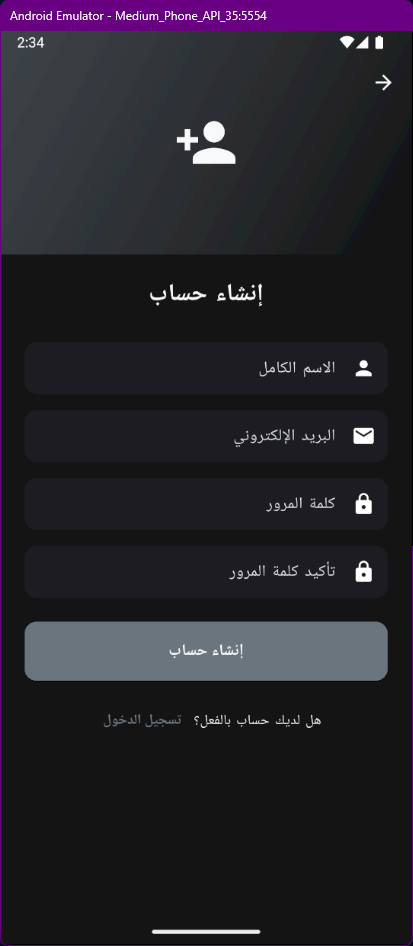 Android Emulator - Medium_Phone_API_35:5554
2:34
إنشاء حساب
الاسم الكامل
البريد الإلكتروني
كلمة المرور
تأكيد كلمة المرور
إنشاء حساب
هل لديك حساب بالفعل؟ تسجيل الدخول